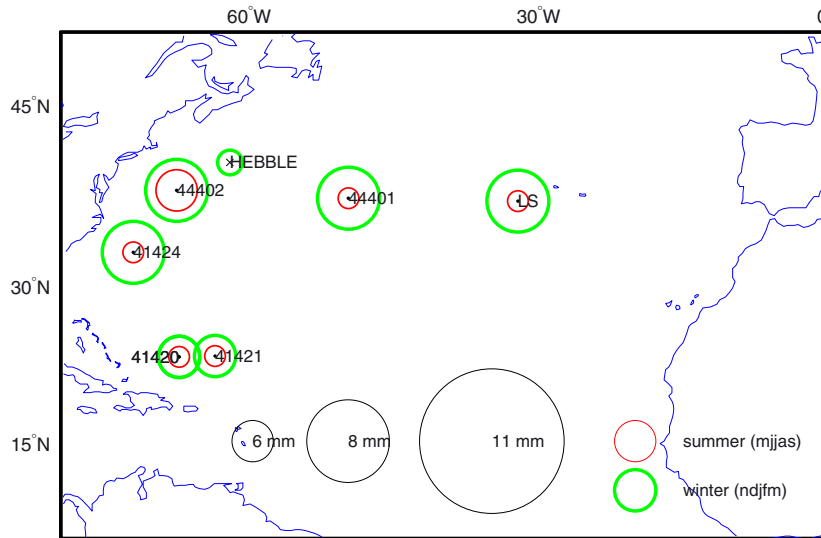 60°W 30°W 0
45°N
HEBBLE
44402 44401 LS
41424
30°N
41420 41421
15°N 6 mm 8 mm 11 mm summer (mjjas)
winter (ndjfm)